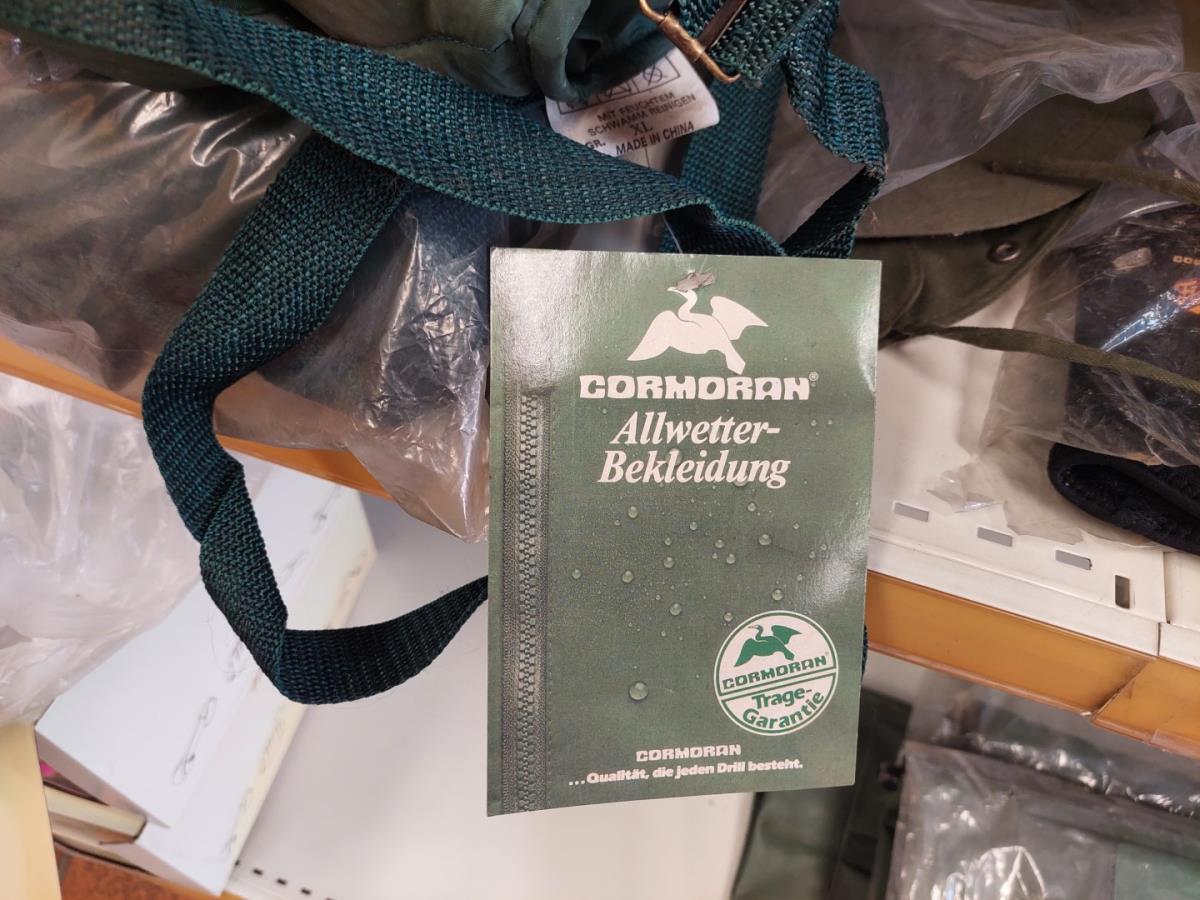 MIT FEUCHTEM
SCHWAMM REINIGEN
GR. XL
MADE IN CHINA
CORMORAN®
Allwetter-
Bekleidung
CORMORAN®
Trage-
Garantie
CORMORAN
...Qualität, die jeden Drill besteht.